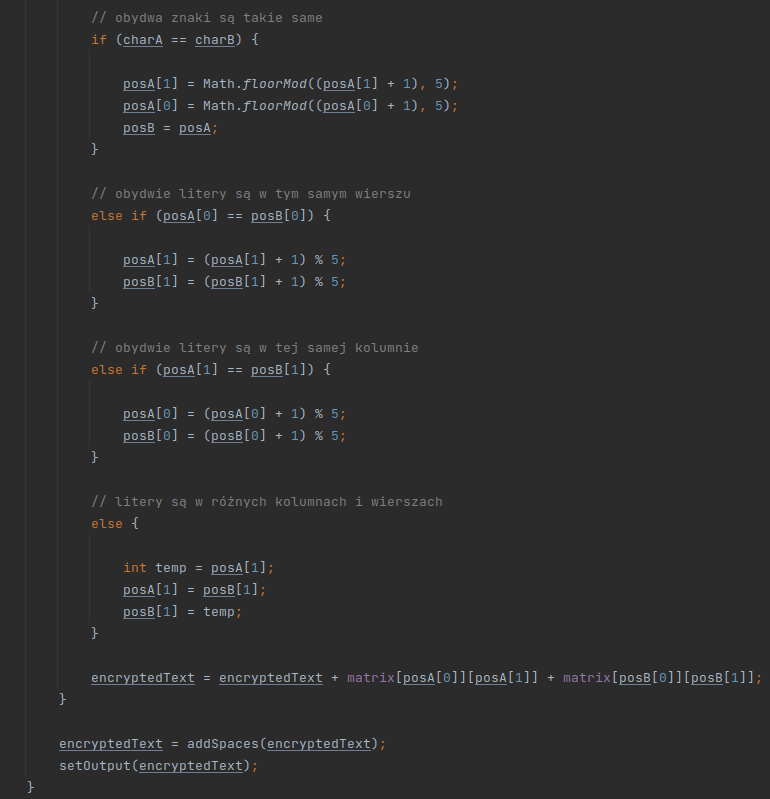 // obydwa znaki są takie same
if (charA == charB) {
posA[1] = Math.floorMod((posA[1] + 1), 5);
posA[0] = Math.floorMod((posA[0] + 1), 5);
posB = posA;
}
// obydwie litery są w tym samym wierszu
else if (posA[0] == posB[0]) {
posA[1] = (posA[1] + 1) % 5;
posB[1] = (posB[1] + 1) % 5;
}
// obydwie litery są w tej samej kolumnie
else if (posA[1] == posB[1]) {
posA[0] = (posA[0] + 1) % 5;
posB[0] = (posB[0] + 1) % 5;
}
// litery są w różnych kolumnach i wierszach
else {
int temp = posA[1];
posA[1] = posB[1];
posB[1] = temp;
}
encryptedText = encryptedText + matrix[posA[0]][posA[1]] + matrix[posB[0]][posB[1]];
}
encryptedText = addSpaces(encryptedText);
setOutput(encryptedText);
}